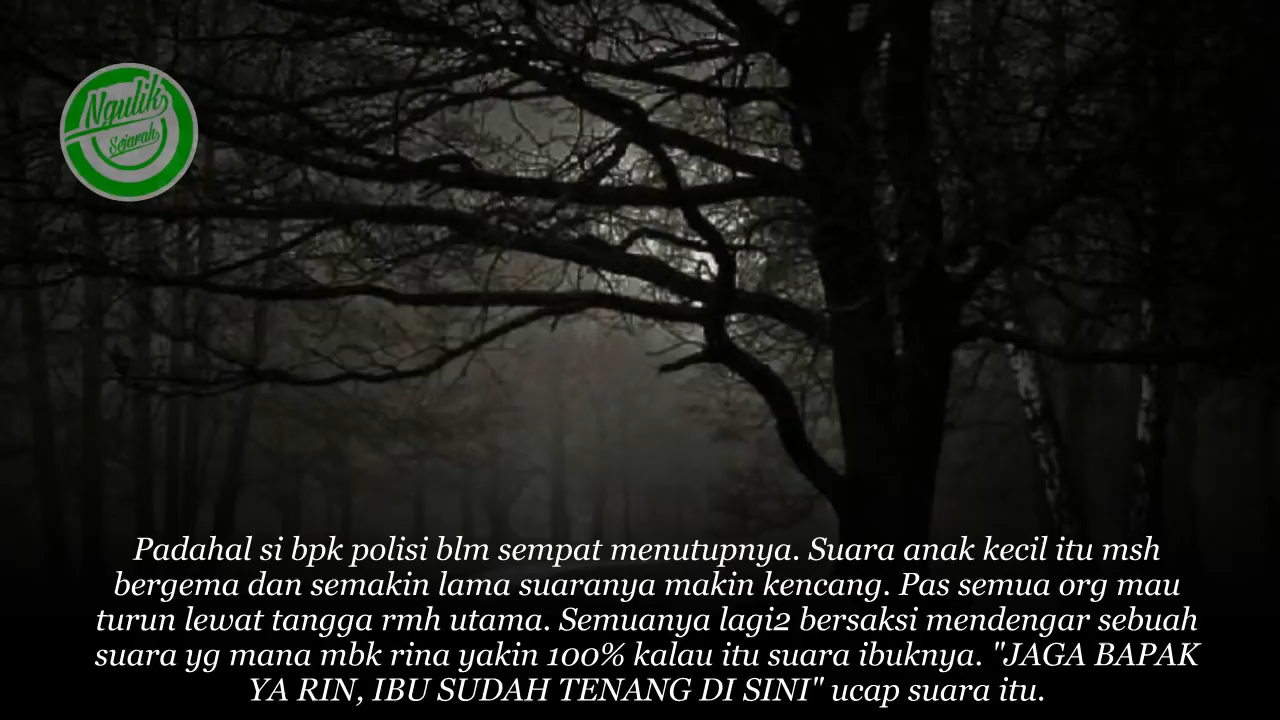 Ngulik
Sejarah
Padahal si bpk polisi blm sempat menutupnya. Suara anak kecil itu msh
bergema dan semakin lama suaranya makin kencang. Pas semua org mau
turun lewat tangga rmh utama. Semuanya lagi2 bersaksi mendengar sebuah
suara yg mana mbk rina yakin 100% kalau itu suara ibuknya. "JAGA BAPAK
YA RIN, IBU SUDAH TENANG DI SINI" ucap suara itu.